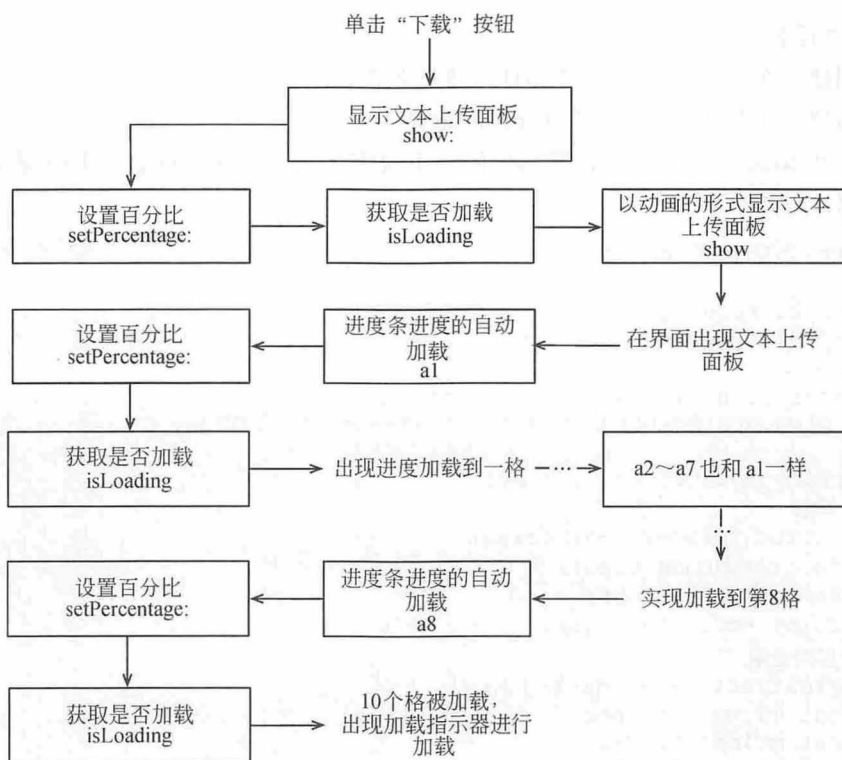 单击“下载”按钮
显示文本上传面板
show:
设置百分比
setPercentage:
获取是否加载
isLoading
以动画的形式显示文本
上传面板
show
设置百分比
setPercentage:
进度条进度的自动
加载
a1
在界面出现文本上传
面板
获取是否加载
isLoading
出现进度加载到一格
···
a2～a7也和a1一样
···
设置百分比
setPercentage:
进度条进度的自动
加载
a8
实现加载到第8格
获取是否加载
isLoading
10个格被加载，
出现加载指示器进行
加载